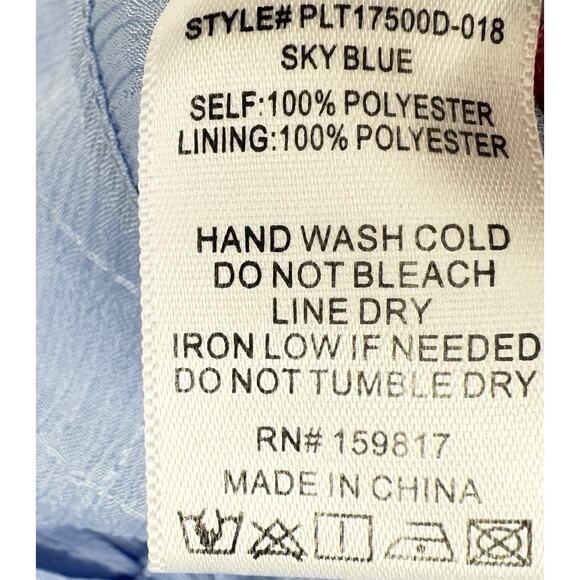 STYLE# PLT17500D-018
SKY BLUE
SELF:100% POLYESTER
LINING:100% POLYESTER
HAND WASH COLD
DO NOT BLEACH
LINE DRY
IRON LOW IF NEEDED
DO NOT TUMBLE DRY
RN# 159817
MADE IN CHINA